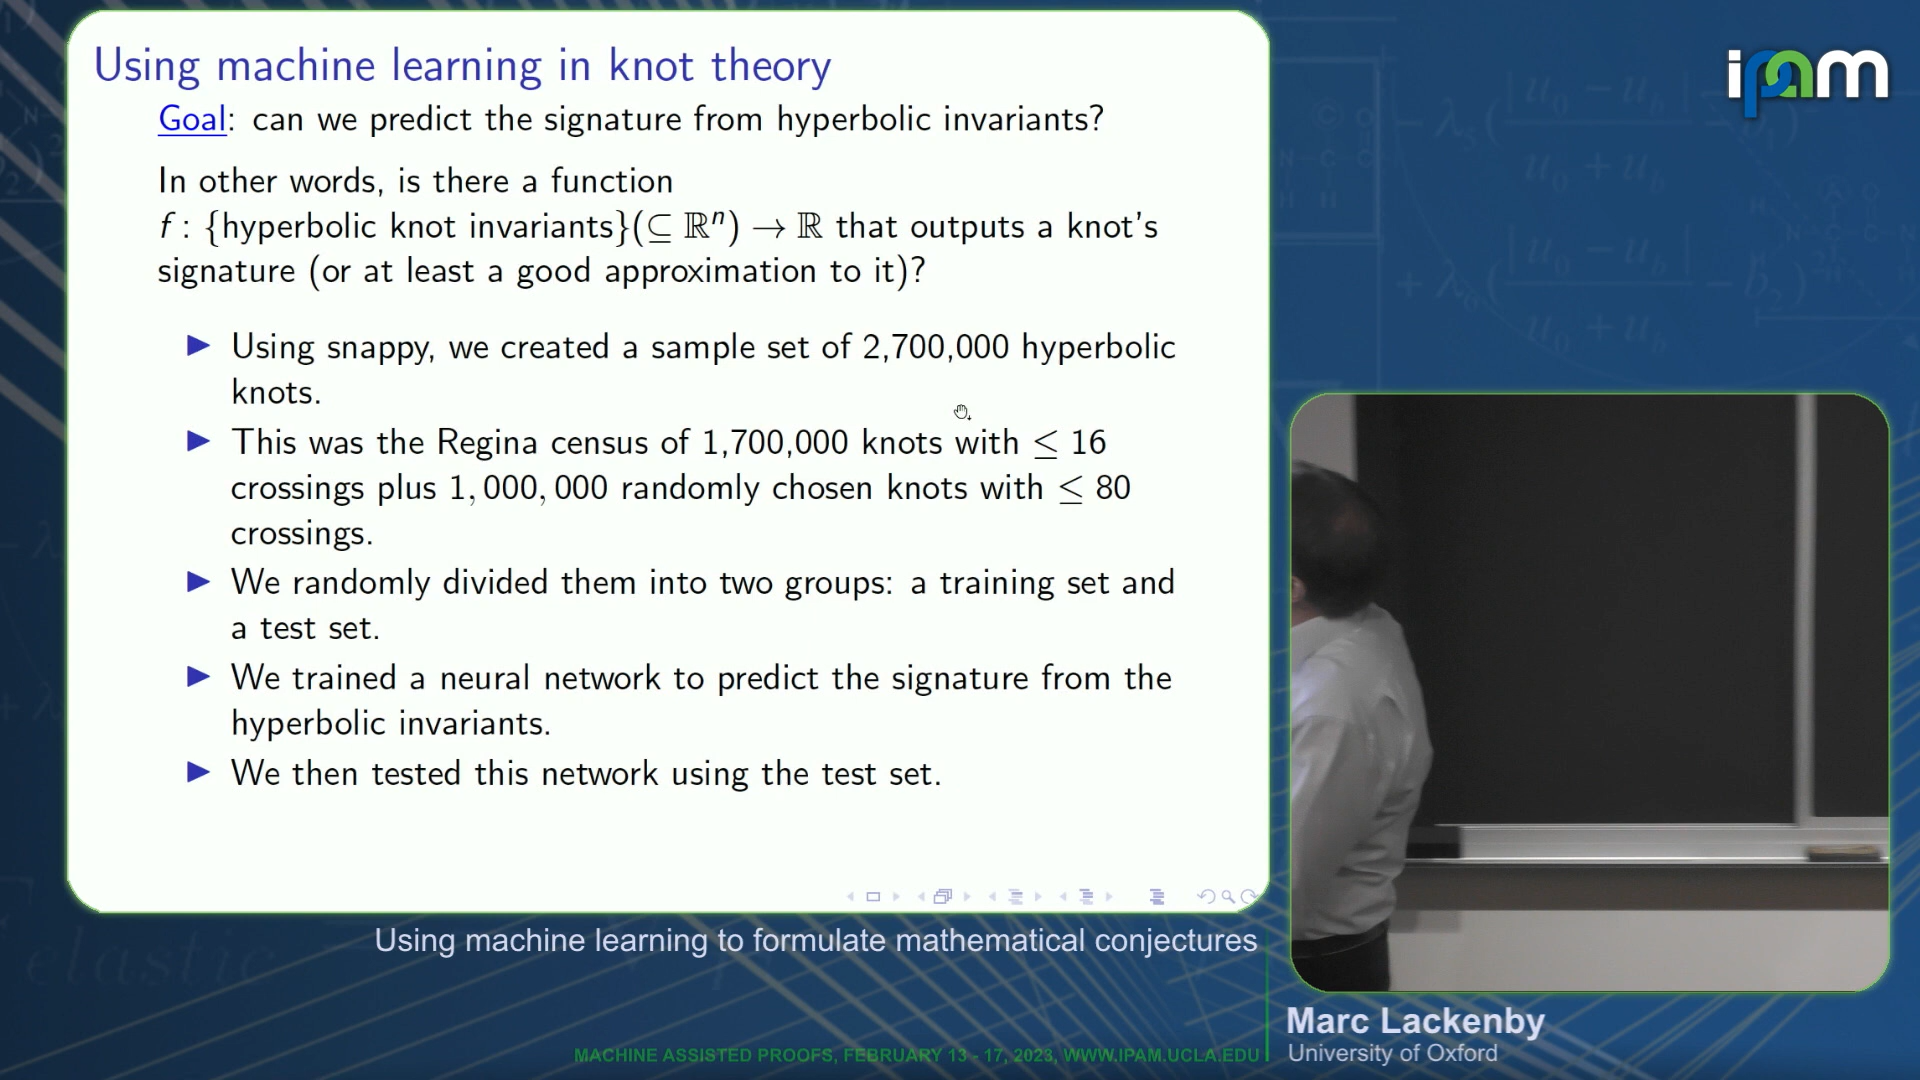 Using machine learning in knot theory
Goal: can we predict the signature from hyperbolic invariants?
In other words, is there a function
f : {hyperbolic knot invariants}(⊆ ℝⁿ) → ℝ that outputs a knot's
signature (or at least a good approximation to it)?
▶ Using snappy, we created a sample set of 2,700,000 hyperbolic
knots.
▶ This was the Regina census of 1,700,000 knots with ≤ 16
crossings plus 1,000,000 randomly chosen knots with ≤ 80
crossings.
▶ We randomly divided them into two groups: a training set and
a test set.
▶ We trained a neural network to predict the signature from the
hyperbolic invariants.
▶ We then tested this network using the test set.
ipam
Using machine learning to formulate mathematical conjectures
Marc Lackenby
University of Oxford
MACHINE ASSISTED PROOFS, FEBRUARY 13 - 17, 2023, WWW.IPAM.UCLA.EDU
elastic